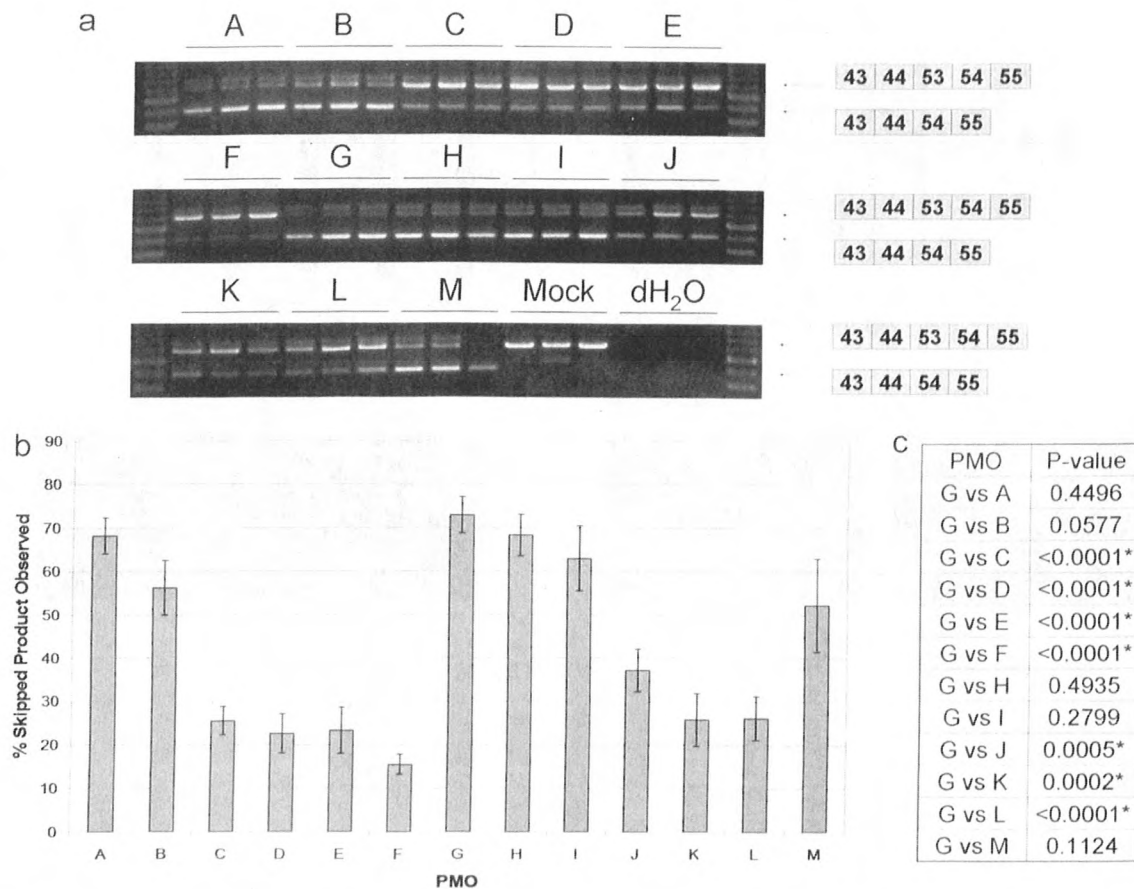 a
A B C D E
43 44 53 54 55
43 44 54 55
F G H I J
43 44 53 54 55
43 44 54 55
K L M Mock dH₂O
43 44 53 54 55
43 44 54 55
b
% Skipped Product Observed
90
80
70
60
50
40
30
20
10
0
A B C D E F G H I J K L M
PMO
c
PMO P-value
G vs A 0.4496
G vs B 0.0577
G vs C <0.0001*
G vs D <0.0001*
G vs E <0.0001*
G vs F <0.0001*
G vs H 0.4935
G vs I 0.2799
G vs J 0.0005*
G vs K 0.0002*
G vs L <0.0001*
G vs M 0.1124